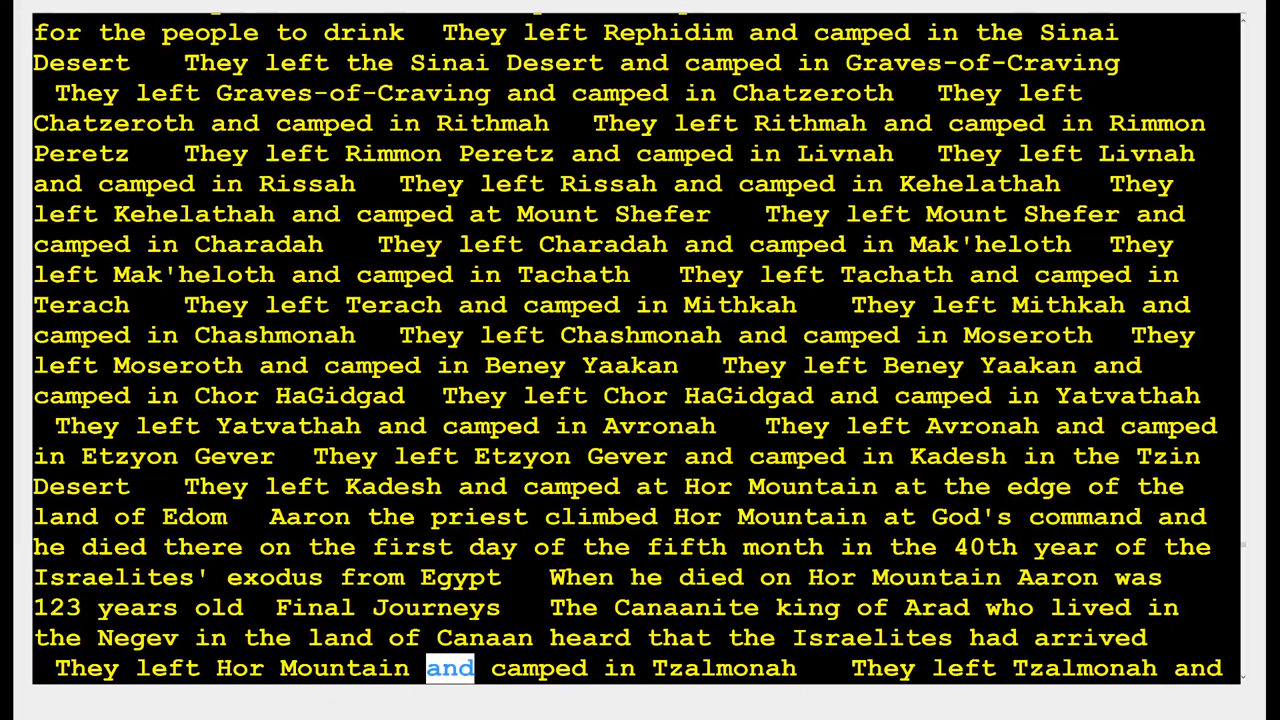 for the people to drink They left Rephidim and camped in the Sinai
Desert They left the Sinai Desert and camped in Graves-of-Craving
They left Graves-of-Craving and camped in Chatzeroth They left
Chatzeroth and camped in Rithmah They left Rithmah and camped in Rimmon
Peretz They left Rimmon Peretz and camped in Livnah They left Livnah
and camped in Rissah They left Rissah and camped in Kehelathah They
left Kehelathah and camped at Mount Shefer They left Mount Shefer and
camped in Charadah They left Charadah and camped in Mak'heloth They
left Mak'heloth and camped in Tachath They left Tachath and camped in
Terach They left Terach and camped in Mithkah They left Mithkah and
camped in Chashmonah They left Chashmonah and camped in Moseroth They
left Moseroth and camped in Beney Yaakan They left Beney Yaakan and
camped in Chor HaGidgad They left Chor HaGidgad and camped in Yatvathah
They left Yatvathah and camped in Avronah They left Avronah and camped
in Etzyon Gever They left Etzyon Gever and camped in Kadesh in the Tzin
Desert They left Kadesh and camped at Hor Mountain at the edge of the
land of Edom Aaron the priest climbed Hor Mountain at God's command and
he died there on the first day of the fifth month in the 40th year of the
Israelites' exodus from Egypt When he died on Hor Mountain Aaron was
123 years old Final Journeys The Canaanite king of Arad who lived in
the Negev in the land of Canaan heard that the Israelites had arrived
They left Hor Mountain and camped in Tzalmonah They left Tzalmonah and